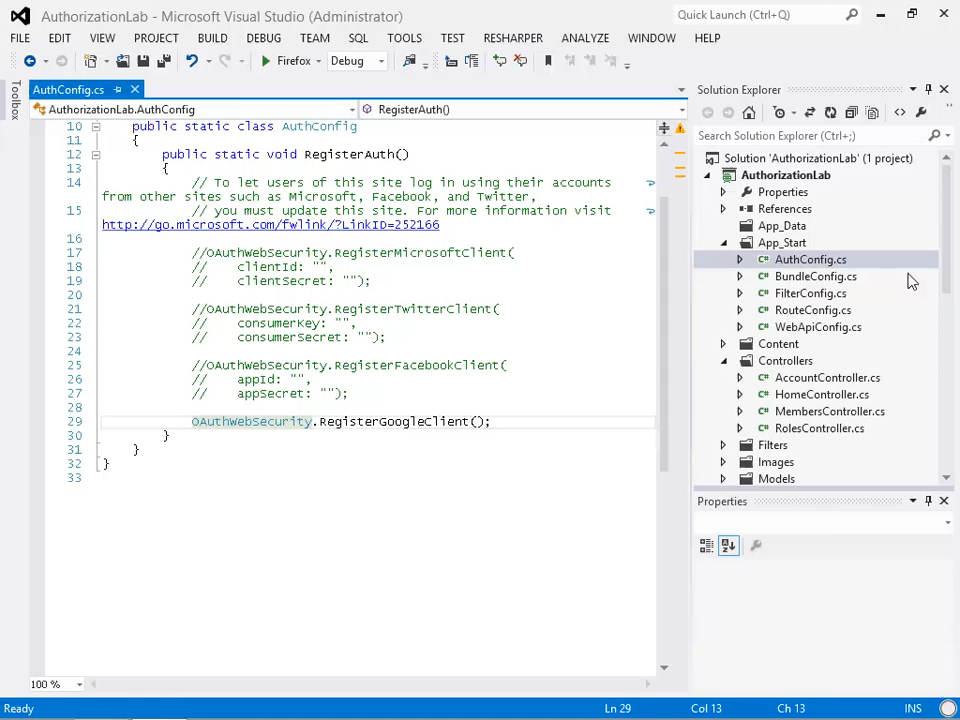 AuthorizationLab - Microsoft Visual Studio (Administrator)
Quick Launch (Ctrl+Q)
FILE EDIT VIEW PROJECT BUILD DEBUG TEAM SQL TOOLS TEST RESHARPER ANALYZE WINDOW HELP
Firefox Debug
Toolbox
AuthConfig.cs
AuthorizationLab.AuthConfig RegisterAuth()
10 public static class AuthConfig
11 {
12 public static void RegisterAuth()
13 {
14 // To let users of this site log in using their accounts
from other sites such as Microsoft, Facebook, and Twitter,
15 // you must update this site. For more information visit
http://go.microsoft.com/fwlink/?LinkID=252166
16
17 //OAuthWebSecurity.RegisterMicrosoftClient(
18 // clientId: "",
19 // clientSecret: "");
20
21 //OAuthWebSecurity.RegisterTwitterClient(
22 // consumerKey: "",
23 // consumerSecret: "");
24
25 //OAuthWebSecurity.RegisterFacebookClient(
26 // appId: "",
27 // appSecret: "");
28
29 OAuthWebSecurity.RegisterGoogleClient();
30 }
31 }
32 }
33
100 %
Solution Explorer
Search Solution Explorer (Ctrl+;)
Solution 'AuthorizationLab' (1 project)
AuthorizationLab
Properties
References
App_Data
App_Start
C# AuthConfig.cs
C# BundleConfig.cs
C# FilterConfig.cs
C# RouteConfig.cs
C# WebApiConfig.cs
Content
Controllers
C# AccountController.cs
C# HomeController.cs
C# MembersController.cs
C# RolesController.cs
Filters
Images
Models
Properties
Ready Ln 29 Col 13 Ch 13 INS